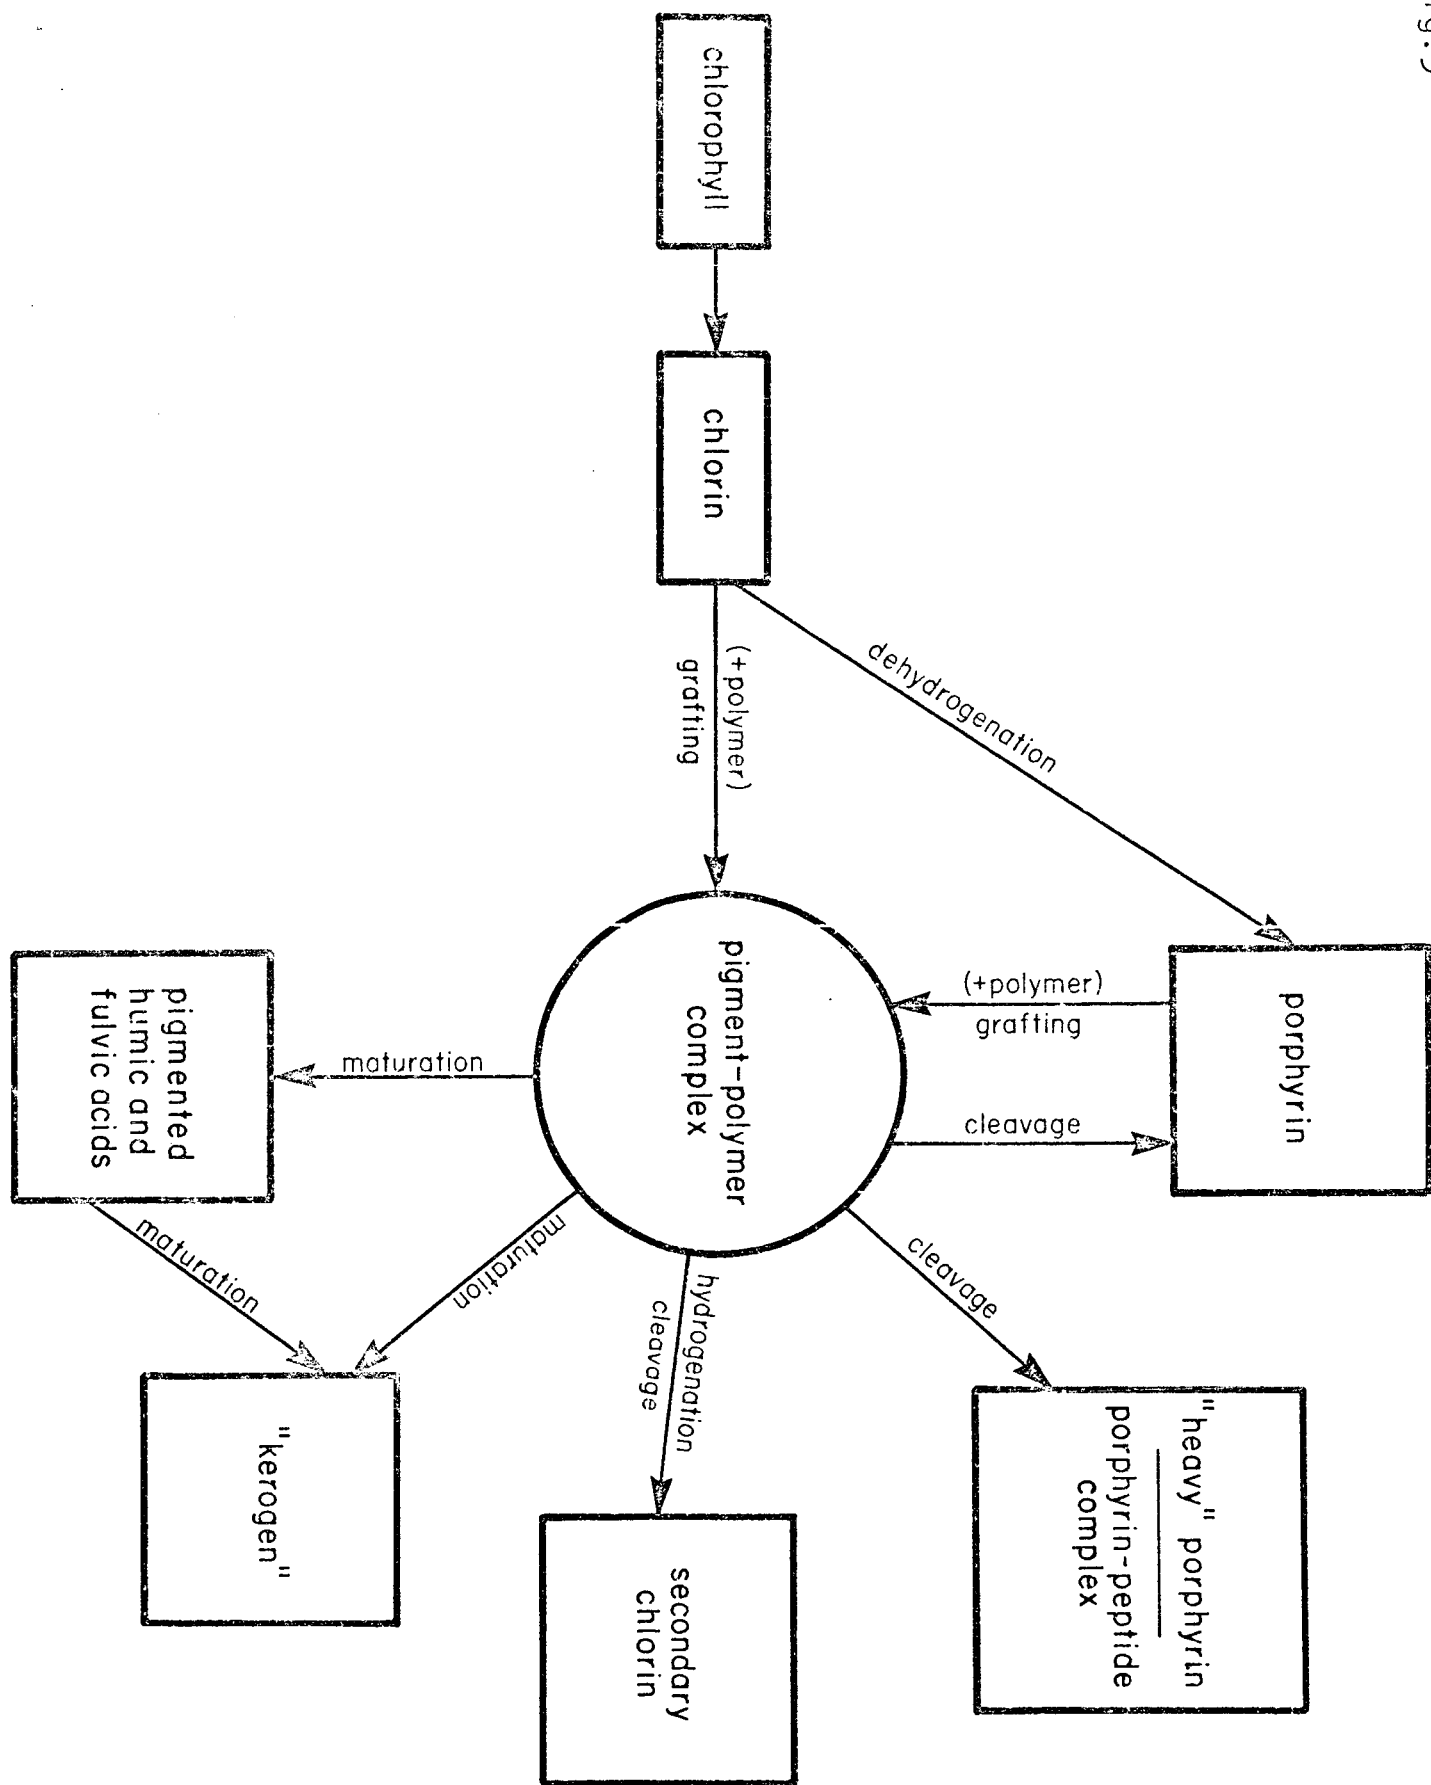 chlorophyll
chlorin
dehydrogenation
(+polymer)
grafting
porphyrin
(+polymer)
grafting
cleavage
pigment-polymer
complex
maturation
pigmented
humic and
fulvic acids
cleavage
"heavy" porphyrin
porphyrin-peptide
complex
hydrogenation
cleavage
secondary
chlorin
maturation
maturation
"kerogen"